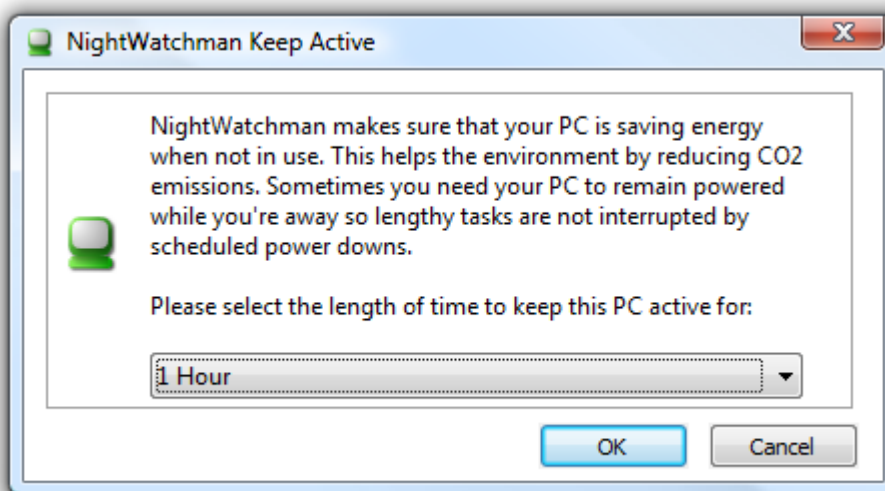 NightWatchman Keep Active
NightWatchman makes sure that your PC is saving energy
when not in use. This helps the environment by reducing CO2
emissions. Sometimes you need your PC to remain powered
while you're away so lengthy tasks are not interrupted by
scheduled power downs.
Please select the length of time to keep this PC active for:
1 Hour
OK
Cancel